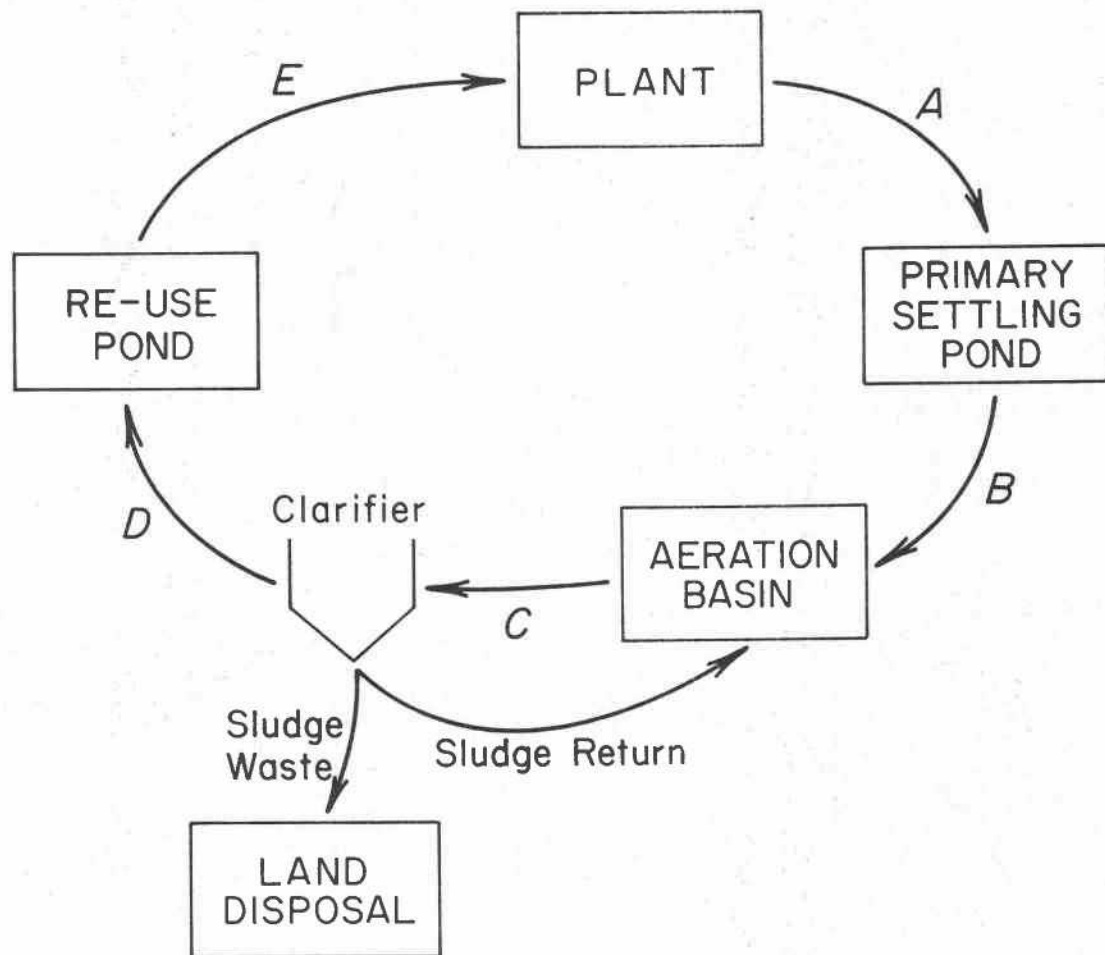 PLANT
E
A
RE-USE
POND
PRIMARY
SETTLING
POND
D
B
Clarifier
AERATION
BASIN
C
Sludge
Waste
Sludge Return
LAND
DISPOSAL